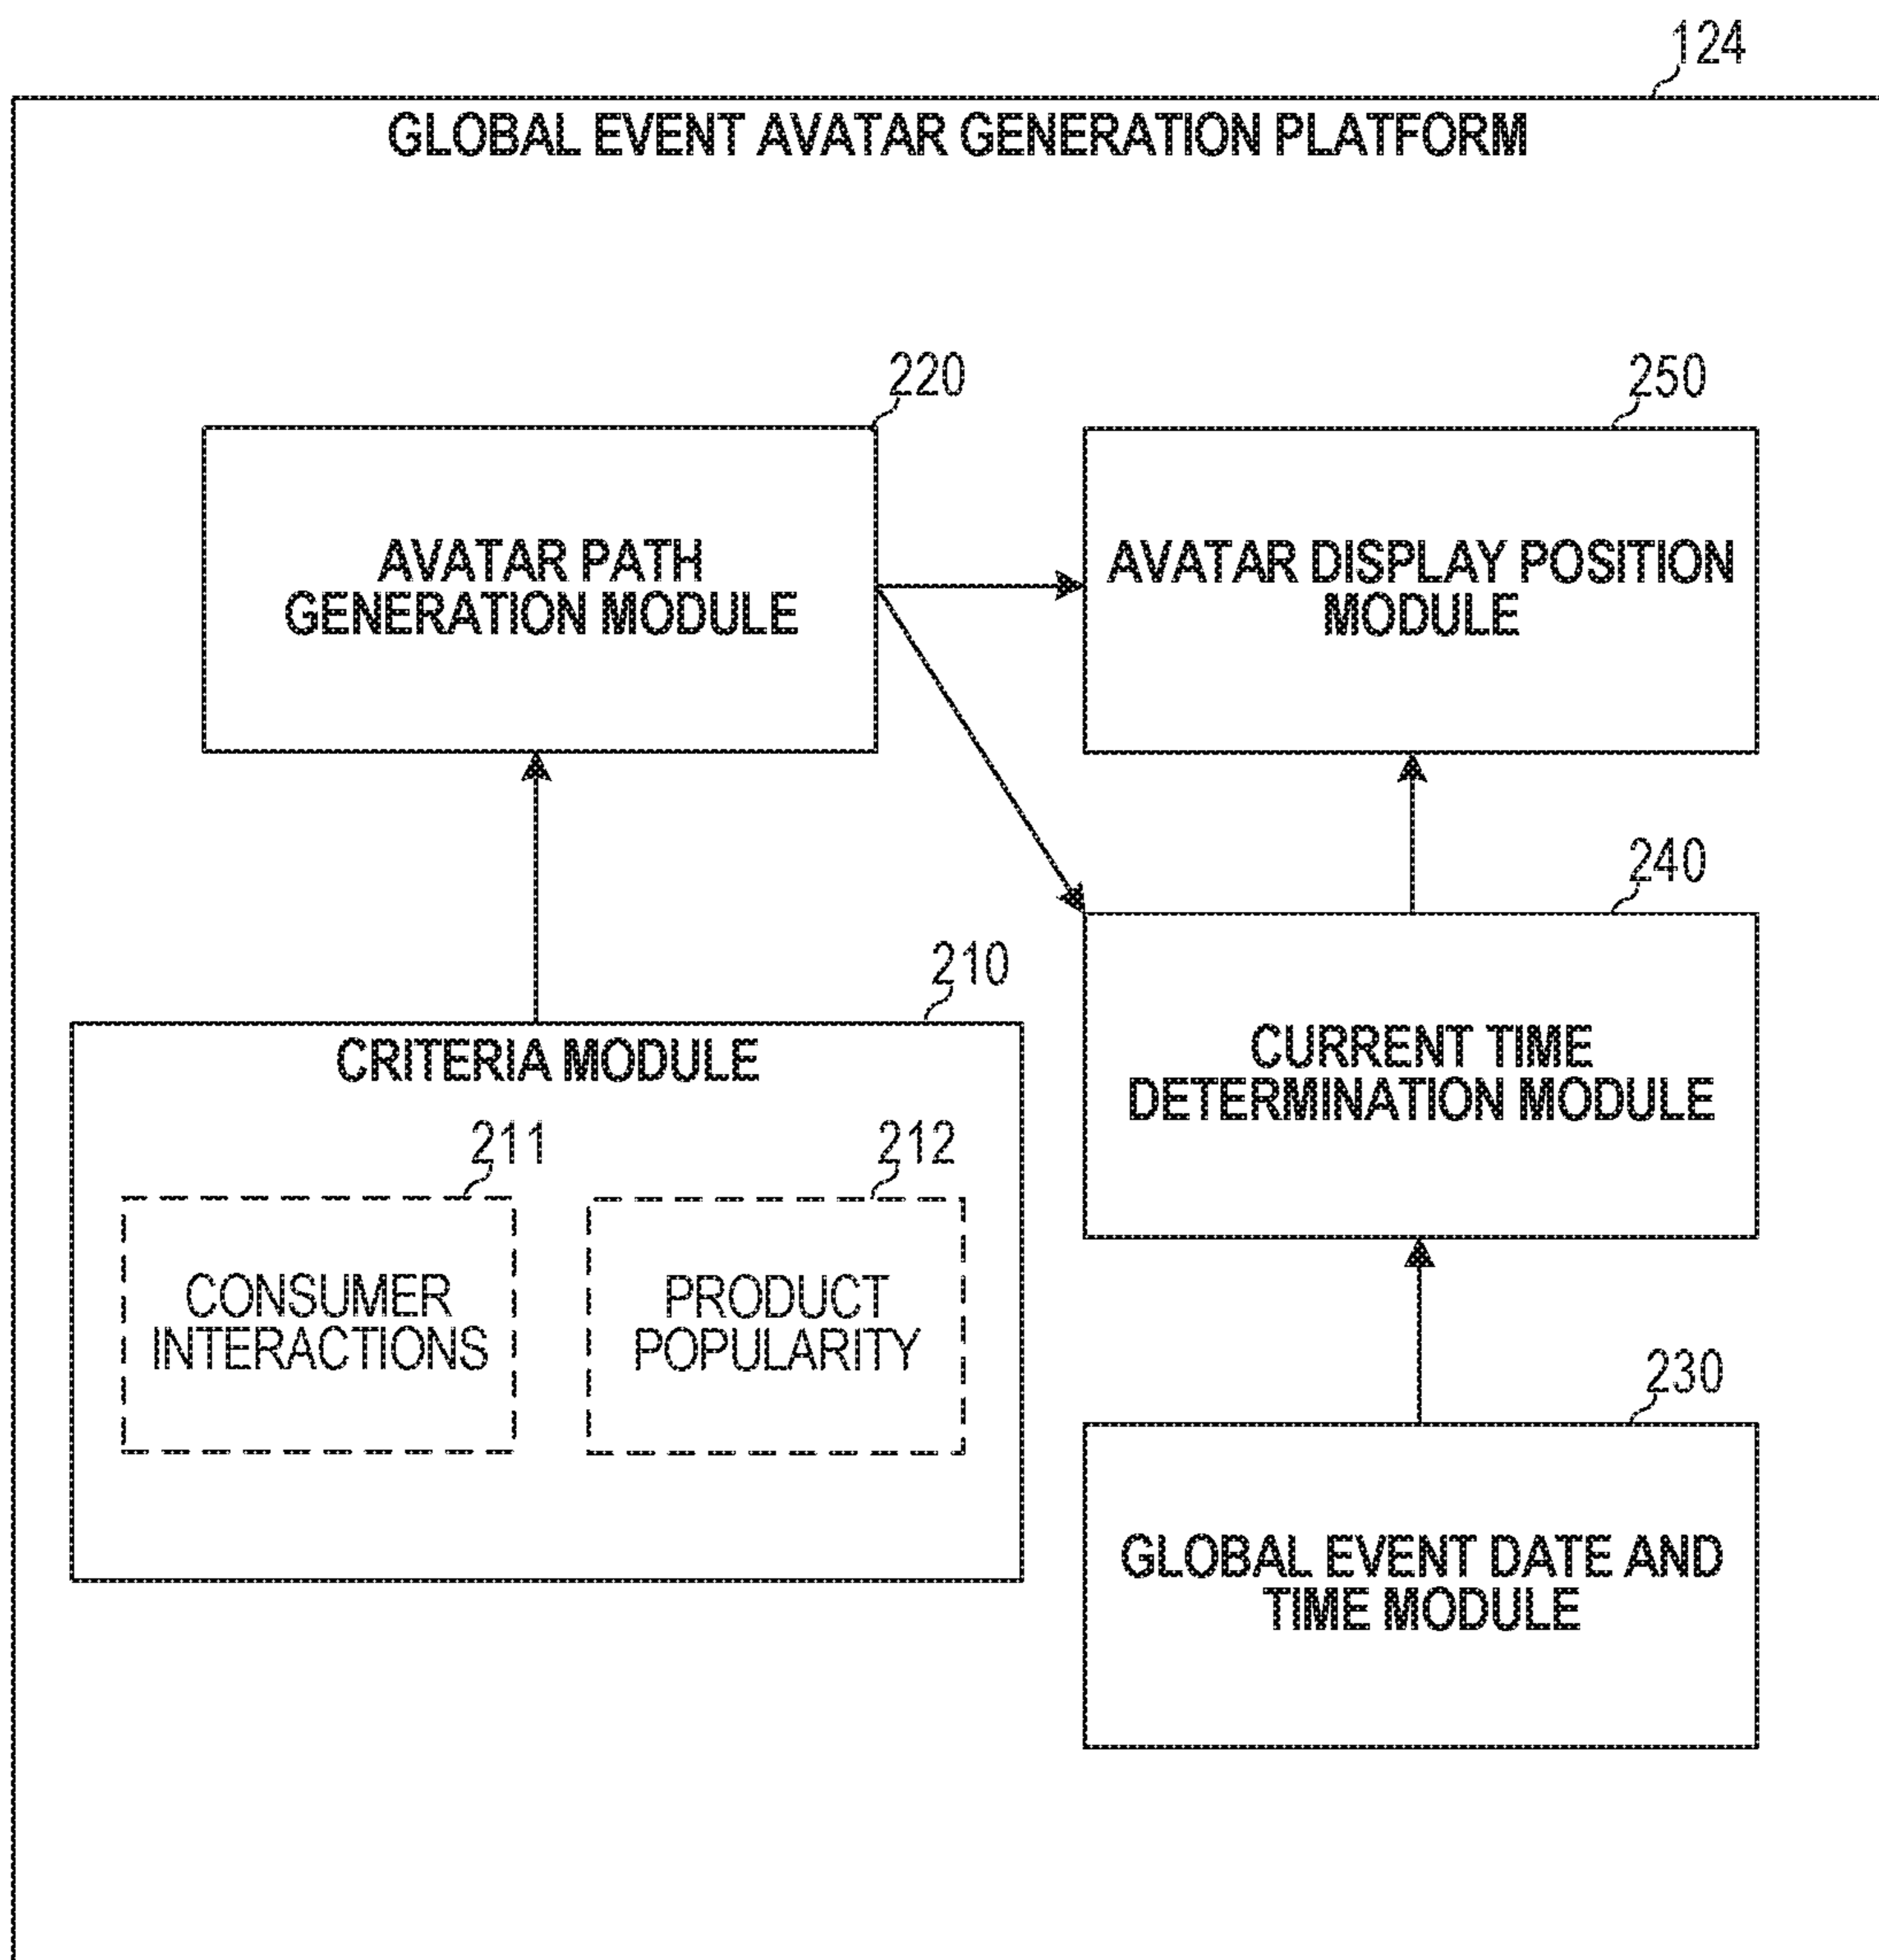 124
GLOBAL EVENT AVATAR GENERATION PLATFORM
220
AVATAR PATH
GENERATION MODULE
250
AVATAR DISPLAY POSITION
MODULE
210
CRITERIA MODULE
211
CONSUMER
INTERACTIONS
212
PRODUCT
POPULARITY
240
CURRENT TIME
DETERMINATION MODULE
230
GLOBAL EVENT DATE AND
TIME MODULE